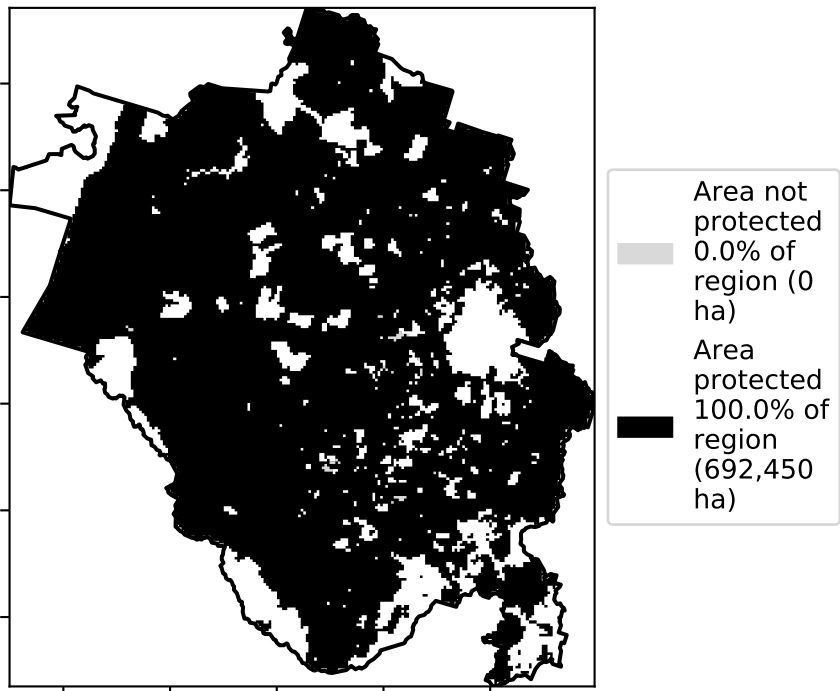 Area not
protected
0.0% of
region (0
ha)
Area
protected
100.0% of
region
(692,450
ha)